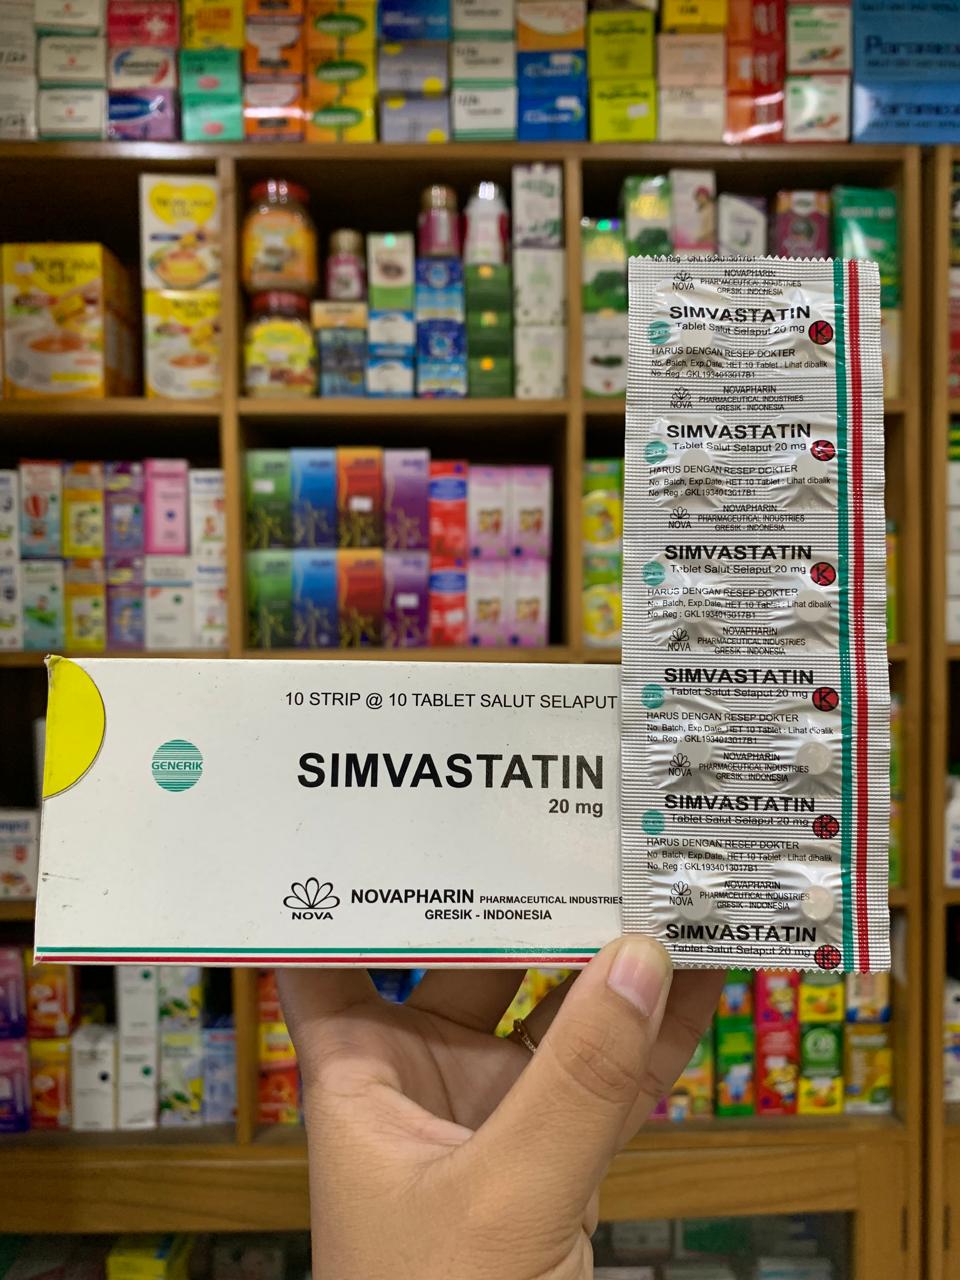 Paramex
10 STRIP @ 10 TABLET SALUT SELAPUT
GENERIK
SIMVASTATIN
20 mg
NOVA
NOVAPHARIN PHARMACEUTICAL INDUSTRIES
GRESIK - INDONESIA
No. Reg : GKL1934013017B1
NOVA
NOVAPHARIN
PHARMACEUTICAL INDUSTRIES
GRESIK - INDONESIA
SIMVASTATIN
Tablet Salut Selaput 20 mg
K
HARUS DENGAN RESEP DOKTER
No. Batch, Exp.Date, HET 10 Tablet : Lihat dibalik
No. Reg : GKL1934013017B1
NOVA
NOVAPHARIN
PHARMACEUTICAL INDUSTRIES
GRESIK - INDONESIA
SIMVASTATIN
Tablet Salut Selaput 20 mg
K
HARUS DENGAN RESEP DOKTER
No. Batch, Exp.Date, HET 10 Tablet : Lihat dibalik
No. Reg : GKL1934013017B1
NOVA
NOVAPHARIN
PHARMACEUTICAL INDUSTRIES
GRESIK - INDONESIA
SIMVASTATIN
Tablet Salut Selaput 20 mg
K
HARUS DENGAN RESEP DOKTER
No. Batch, Exp.Date, HET 10 Tablet : Lihat dibalik
No. Reg : GKL1934013017B1
NOVA
NOVAPHARIN
PHARMACEUTICAL INDUSTRIES
GRESIK - INDONESIA
SIMVASTATIN
Tablet Salut Selaput 20 mg
K
HARUS DENGAN RESEP DOKTER
No. Batch, Exp.Date, HET 10 Tablet : Lihat dibalik
No. Reg : GKL1934013017B1
NOVA
NOVAPHARIN
PHARMACEUTICAL INDUSTRIES
GRESIK - INDONESIA
SIMVASTATIN
Tablet Salut Selaput 20 mg
K
HARUS DENGAN RESEP DOKTER
No. Batch, Exp.Date, HET 10 Tablet : Lihat dibalik
No. Reg : GKL1934013017B1
NOVA
NOVAPHARIN
PHARMACEUTICAL INDUSTRIES
GRESIK - INDONESIA
SIMVASTATIN
Tablet Salut Selaput 20 mg
K